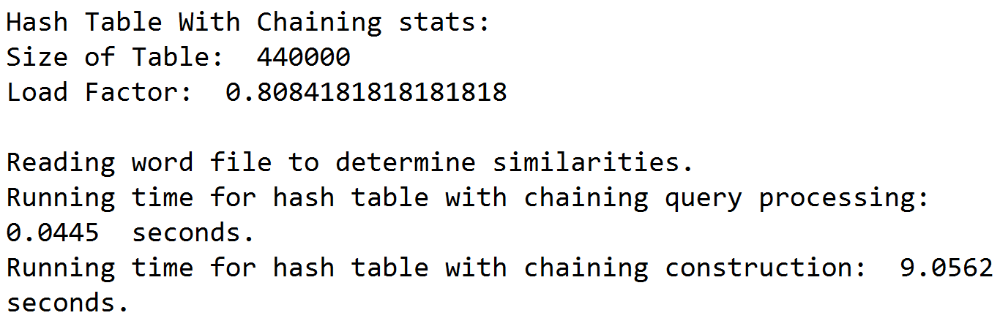 Hash Table With Chaining stats:
Size of Table:  440000
Load Factor:  0.8084181818181818
Reading word file to determine similarities.
Running time for hash table with chaining query processing:
0.0445  seconds.
Running time for hash table with chaining construction:  9.0562
seconds.